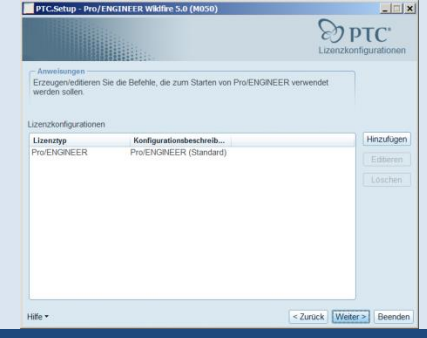 PTC.Setup - Pro/ENGINEER Wildfire 5.0 (M050)
PTC®
Lizenzkonfigurationen
Anweisungen
Erzeugen/editieren Sie die Befehle, die zum Starten von Pro/ENGINEER verwendet
werden sollen.
Lizenzkonfigurationen
Lizenztyp Konfigurationsbeschreib...
Pro/ENGINEER Pro/ENGINEER (Standard)
Hinzufügen
Editieren
Löschen
Hilfe
< Zurück Weiter > Beenden